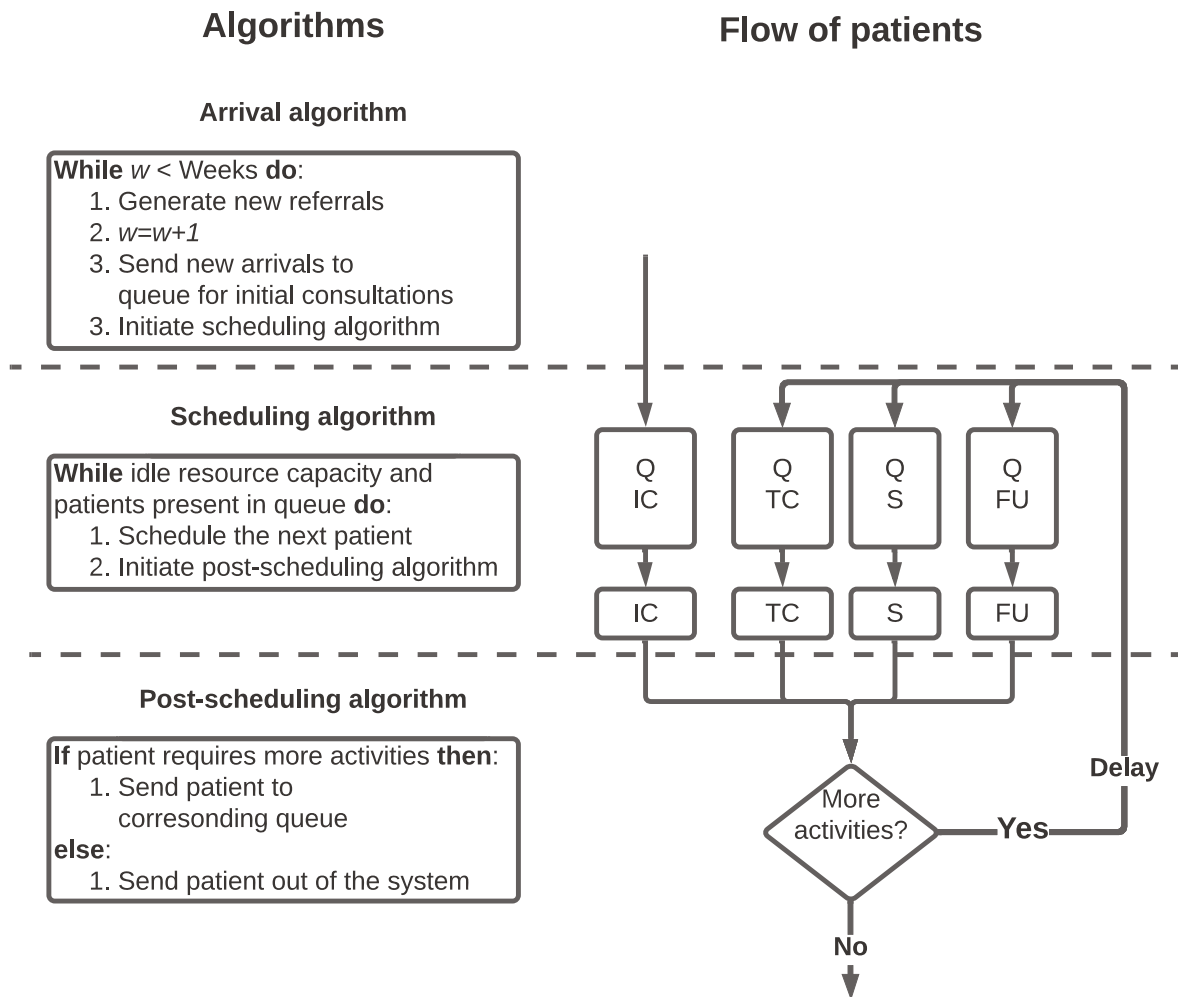 Algorithms
Flow of patients
Arrival algorithm
While w < Weeks do:
1. Generate new referrals
2. w=w+1
3. Send new arrivals to
queue for initial consultations
3. Initiate scheduling algorithm
Scheduling algorithm
While idle resource capacity and
patients present in queue do:
1. Schedule the next patient
2. Initiate post-scheduling algorithm
Q
IC
Q
TC
Q
S
Q
FU
IC
TC
S
FU
Post-scheduling algorithm
If patient requires more activities then:
1. Send patient to
corresonding queue
else:
1. Send patient out of the system
Delay
More
activities?
Yes
No